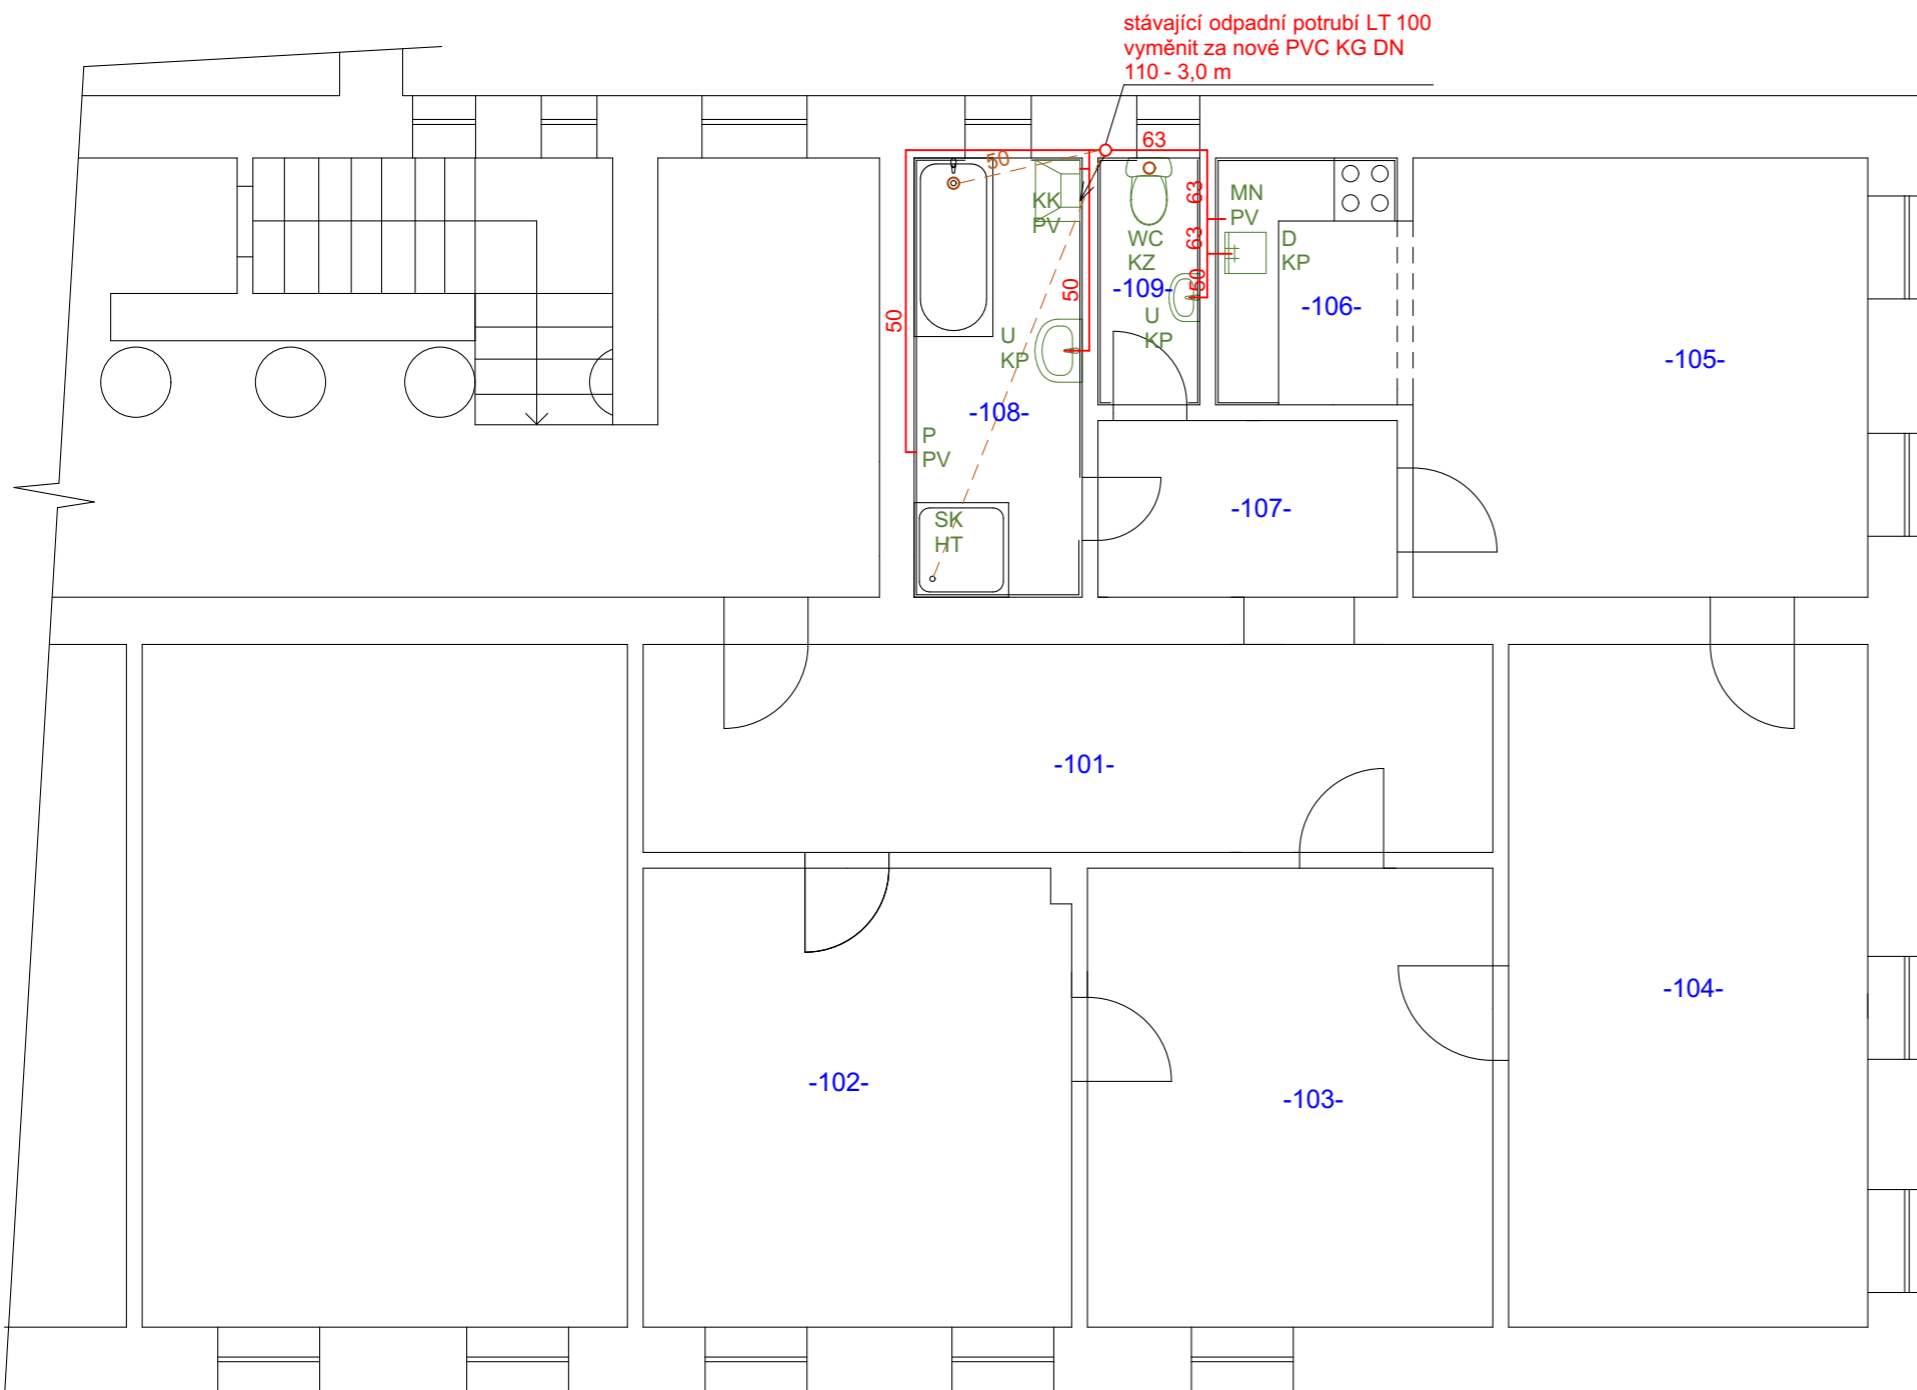 stávající odpadní potrubí LT 100
vyměnit za nové PVC KG DN
110 - 3,0 m
63
50
KK
PV
63
MN
PV
WC
KZ
63
D
KP
50
-109-
50
-106-
50
U
KP
U
KP
-105-
-108-
P
PV
-107-
SK
HT
-101-
-104-
-102-
-103-